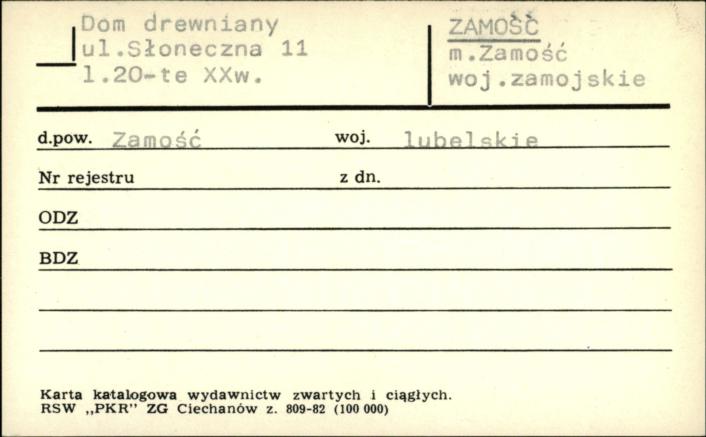 Dom drewniany
ul.Słoneczna 11
l.20-te XXw.
ZAMOŚĆ
m.Zamość
woj.zamojskie
d.pow. Zamość woj. lubelskie
Nr rejestru z dn.
ODZ
BDZ
Karta katalogowa wydawnictw zwartych i ciągłych.
RSW „PKR" ZG Ciechanów z. 809-82 (100 000)